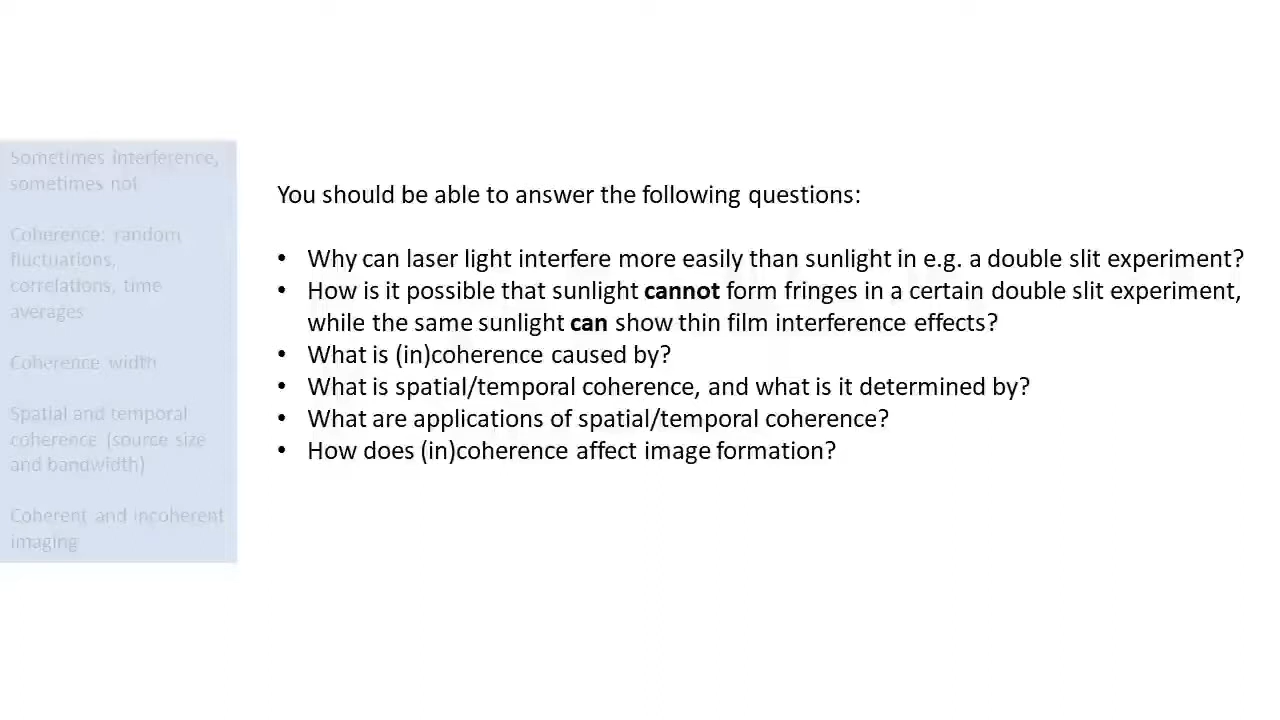 Sometimes interference,
sometimes not
Coherence: random
fluctuations,
correlations, time
averages
Coherence width
Spatial and temporal
coherence (source size
and bandwidth)
Coherent and incoherent
imaging
You should be able to answer the following questions:
• Why can laser light interfere more easily than sunlight in e.g. a double slit experiment?
• How is it possible that sunlight cannot form fringes in a certain double slit experiment,
while the same sunlight can show thin film interference effects?
• What is (in)coherence caused by?
• What is spatial/temporal coherence, and what is it determined by?
• What are applications of spatial/temporal coherence?
• How does (in)coherence affect image formation?